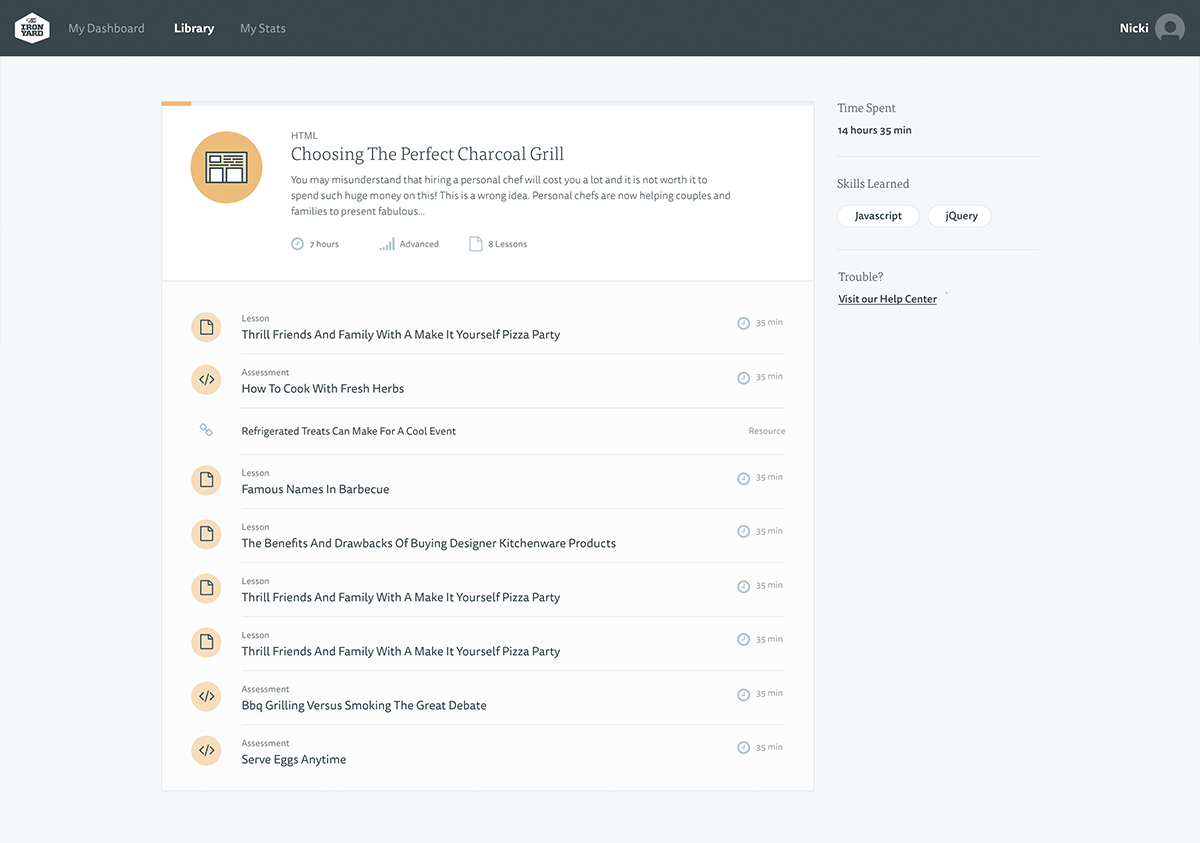 The
IRON
YARD
My Dashboard
Library
My Stats
Nicki
HTML
Choosing The Perfect Charcoal Grill
You may misunderstand that hiring a personal chef will cost you a lot and it is not worth it to
spend such huge money on this! This is a wrong idea. Personal chefs are now helping couples and
families to present fabulous...
7 hours
Advanced
8 Lessons
Lesson
Thrill Friends And Family With A Make It Yourself Pizza Party
35 min
Assessment
How To Cook With Fresh Herbs
35 min
Refrigerated Treats Can Make For A Cool Event
Resource
Lesson
Famous Names In Barbecue
35 min
Lesson
The Benefits And Drawbacks Of Buying Designer Kitchenware Products
35 min
Lesson
Thrill Friends And Family With A Make It Yourself Pizza Party
35 min
Lesson
Thrill Friends And Family With A Make It Yourself Pizza Party
35 min
Assessment
Bbq Grilling Versus Smoking The Great Debate
35 min
Assessment
Serve Eggs Anytime
35 min
Time Spent
14 hours 35 min
Skills Learned
Javascript
jQuery
Trouble?
Visit our Help Center